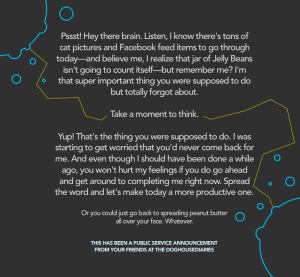 Pssst! Hey there brain. Listen, I know there's tons of
cat pictures and Facebook feed items to go through
today—and believe me, I realize that jar of Jelly Beans
isn't going to count itself—but remember me? I'm
that super important thing you were supposed to do
but totally forgot about.
Take a moment to think.
Yup! That's the thing you were supposed to do. I was
starting to get worried that you'd never come back for
me. And even though I should have been done a while
ago, you won't hurt my feelings if you do go ahead
and get around to completing me right now. Spread
the word and let's make today a more productive one.
Or you could just go back to spreading peanut butter
all over your face. Whatever.
THIS HAS BEEN A PUBLIC SERVICE ANNOUNCEMENT
FROM YOUR FRIENDS AT THE DOGHOUSEDIARIES